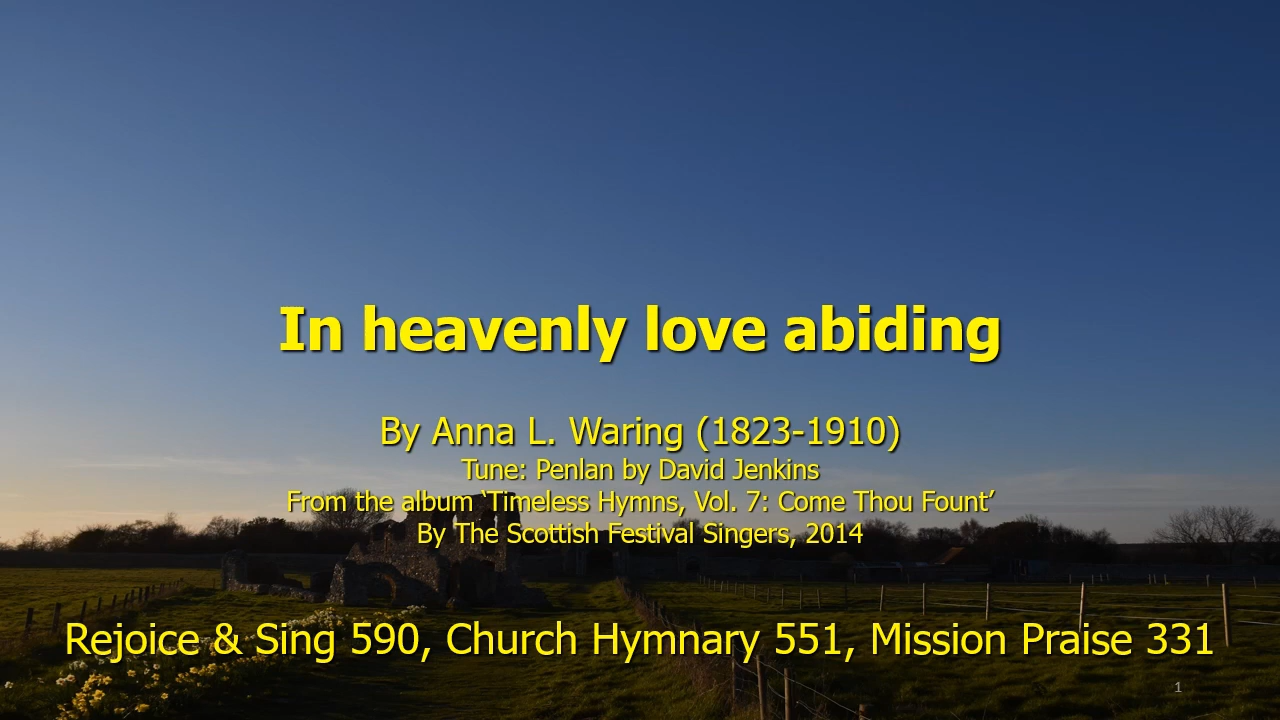 In heavenly love abiding
By Anna L. Waring (1823-1910)
Tune: Penlan by David Jenkins
From the album ‘Timeless Hymns, Vol. 7: Come Thou Fount’
By The Scottish Festival Singers, 2014
Rejoice & Sing 590, Church Hymnary 551, Mission Praise 331
1